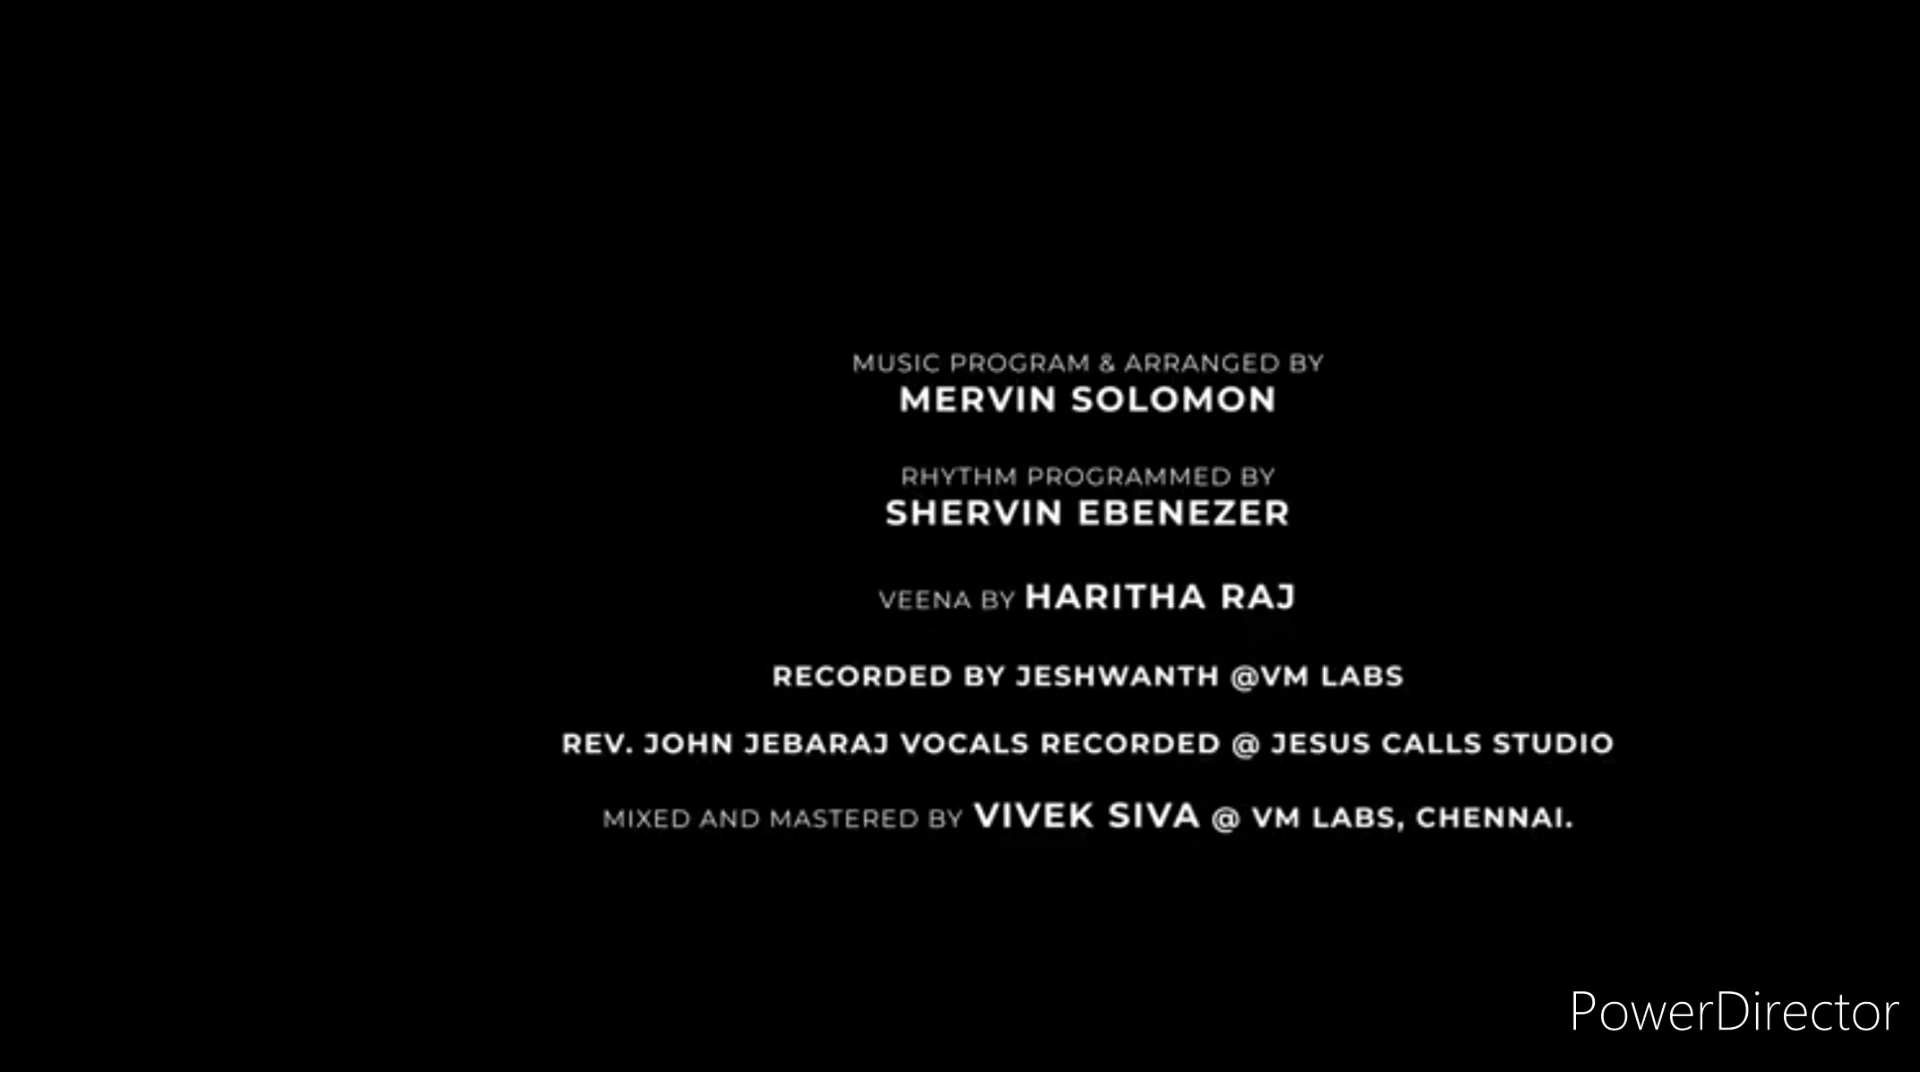 MUSIC PROGRAM & ARRANGED BY
MERVIN SOLOMON
RHYTHM PROGRAMMED BY
SHERVIN EBENEZER
VEENA BY HARITHA RAJ
RECORDED BY JESHWANTH @VM LABS
REV. JOHN JEBARAJ VOCALS RECORDED @ JESUS CALLS STUDIO
MIXED AND MASTERED BY VIVEK SIVA @ VM LABS, CHENNAI.
PowerDirector